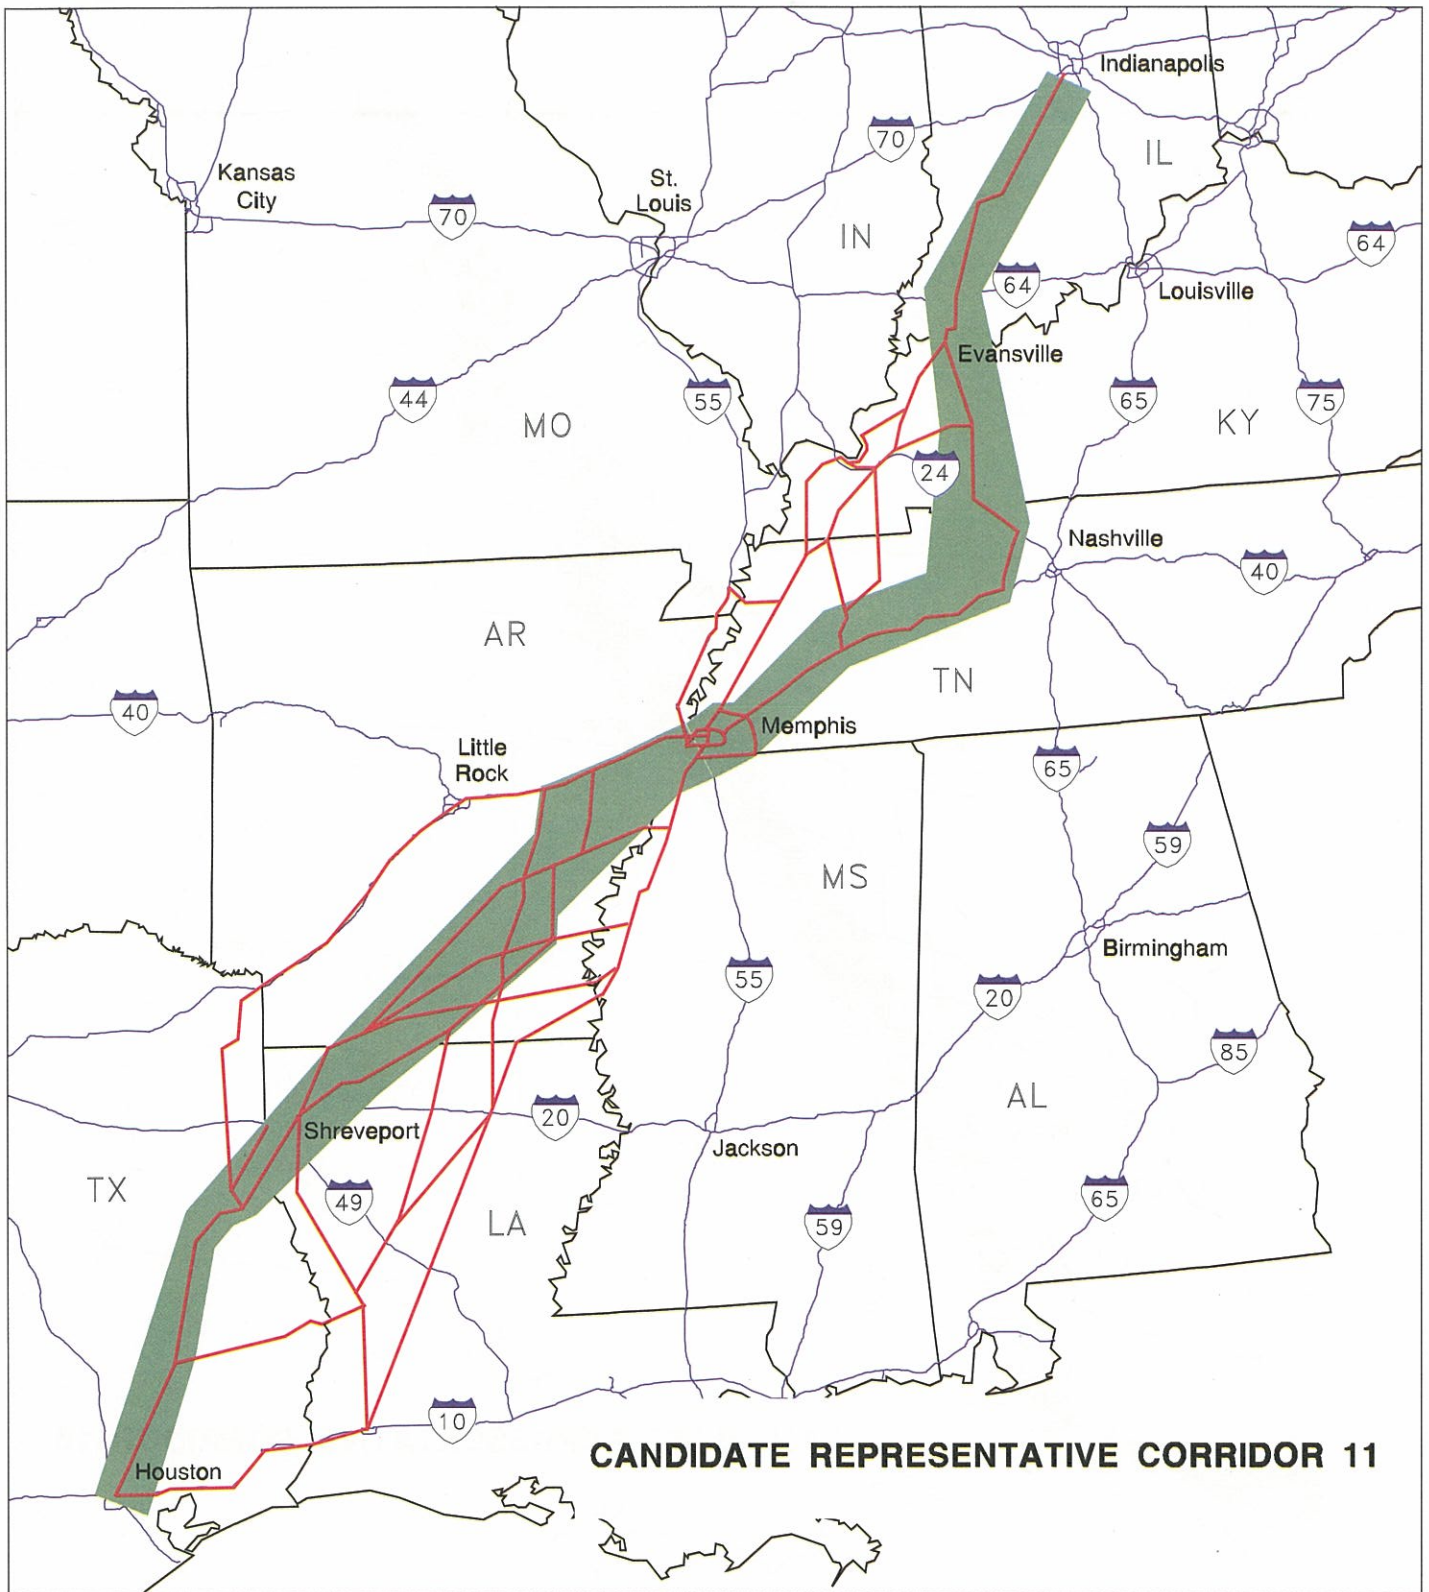 Indianapolis
70
IL
Kansas
City
St.
Louis
70
IN
64
64
Louisville
Evansville
44
55
65
75
MO
KY
24
Nashville
40
AR
TN
40
Memphis
Little
Rock
65
59
MS
Birmingham
55
20
85
AL
20
Shreveport
Jackson
TX
49
65
LA
59
10
CANDIDATE REPRESENTATIVE CORRIDOR 11
Houston